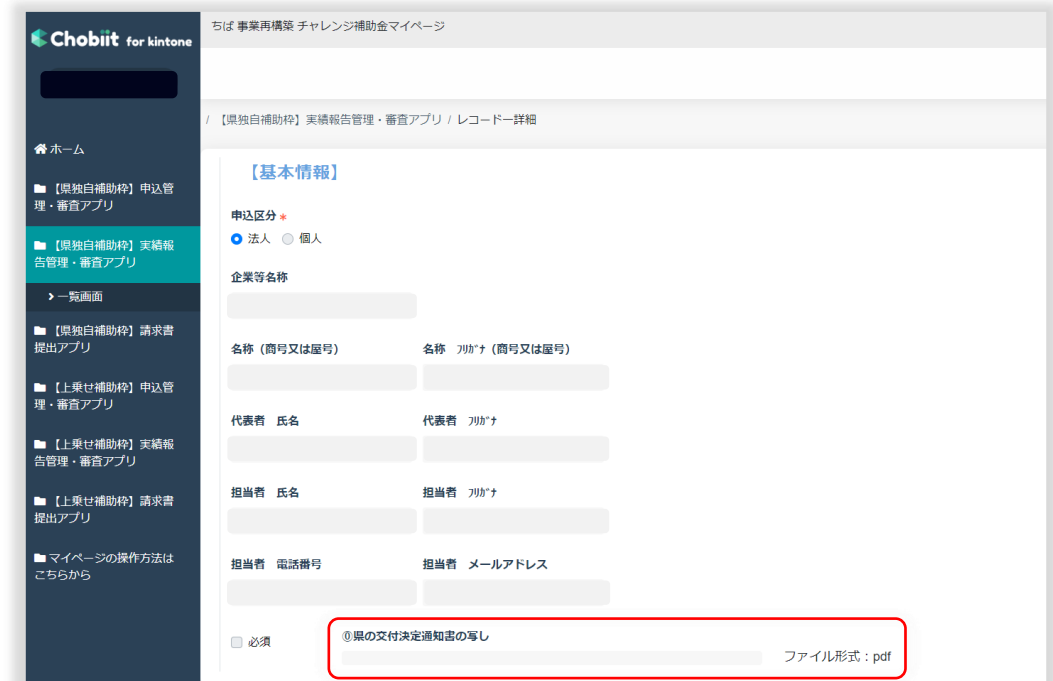 Chobiit for kintone
ちば 事業再構築 チャレンジ補助金マイページ
/ 【県独自補助枠】実績報告管理・審査アプリ / レコード一詳細
ホーム
【県独自補助枠】申込管
理・審査アプリ
【県独自補助枠】実績報
告管理・審査アプリ
一覧画面
【県独自補助枠】請求書
提出アプリ
【上乗せ補助枠】申込管
理・審査アプリ
【上乗せ補助枠】実績報
告管理・審査アプリ
【上乗せ補助枠】請求書
提出アプリ
マイページの操作方法は
こちらから
【基本情報】
申込区分 *
法人 個人
企業等名称
名称（商号又は屋号） 名称 ﾌﾘｶﾞﾅ（商号又は屋号）
代表者 氏名 代表者 ﾌﾘｶﾞﾅ
担当者 氏名 担当者 ﾌﾘｶﾞﾅ
担当者 電話番号 担当者 メールアドレス
必須 ⓪県の交付決定通知書の写し
ファイル形式：pdf